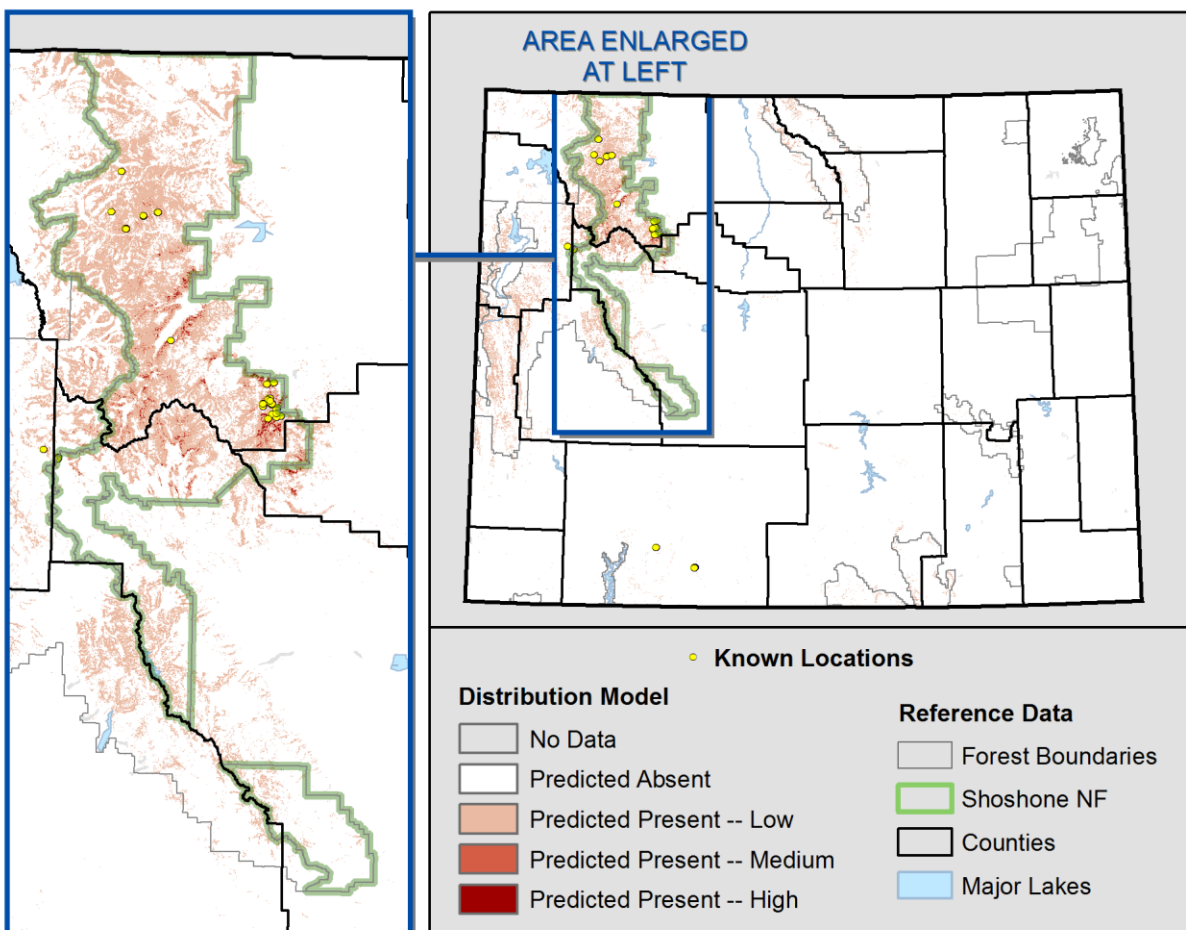 AREA ENLARGED
AT LEFT
Known Locations
Distribution Model
No Data
Predicted Absent
Predicted Present -- Low
Predicted Present -- Medium
Predicted Present -- High
Reference Data
Forest Boundaries
Shoshone NF
Counties
Major Lakes